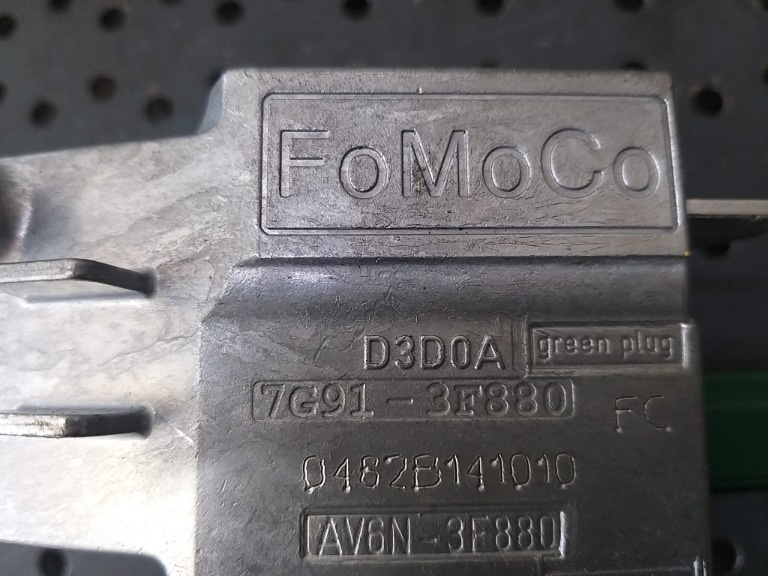 FoMoCo
D3D0A green plug
7G91-3F880
FC
0482B141010
AV6N-3F880